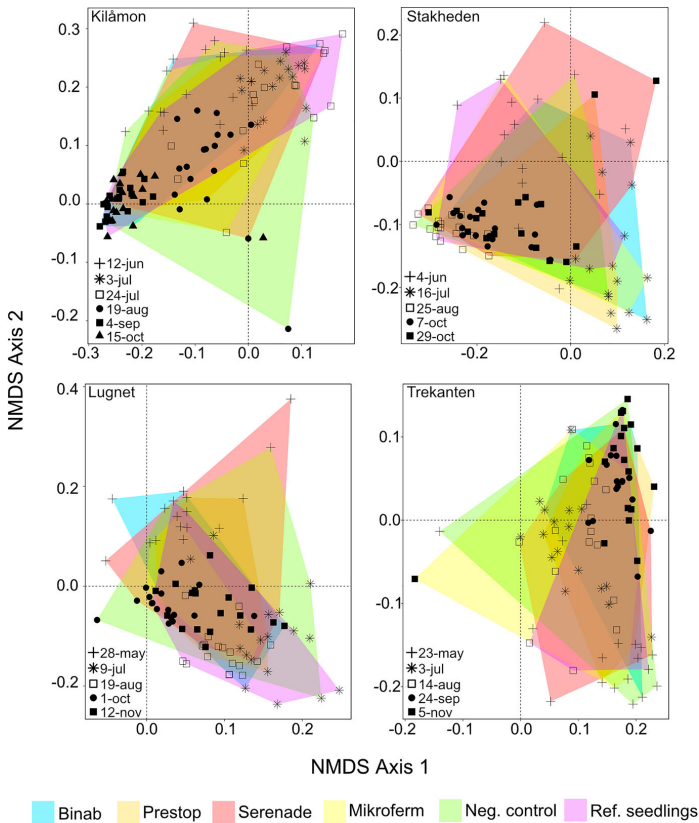 Kilåmon
0.3
0.2
0.1
0.0
-0.1
-0.2
12-jun
3-jul
24-jul
19-aug
4-sep
15-oct
-0.3
-0.2
-0.1
0.0
0.1
Stakheden
0.2
0.0
-0.2
4-jun
16-jul
25-aug
7-oct
29-oct
-0.2
0.0
0.2
NMDS Axis 2
Lugnet
0.4
0.2
0.0
-0.2
28-may
9-jul
19-aug
1-oct
12-nov
0.0
0.1
0.2
Trekanten
0.1
0.0
-0.1
-0.2
23-may
3-jul
14-aug
24-sep
5-nov
-0.2
-0.1
0.0
0.1
0.2
NMDS Axis 1
Binab Prestop Serenade Mikroferm Neg. control Ref. seedlings